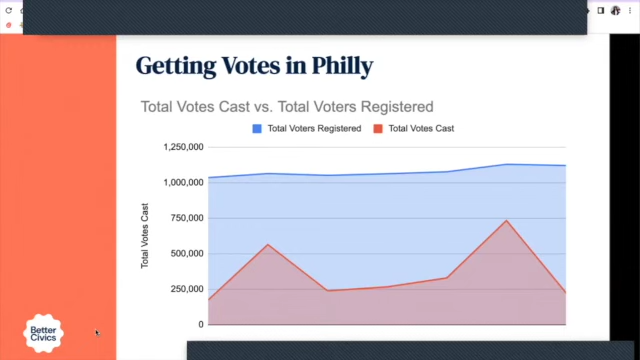 Getting Votes in Philly
Total Votes Cast vs. Total Voters Registered
Total Voters Registered Total Votes Cast
1,250,000
1,000,000
750,000
500,000
250,000
0
Total Votes Cast
Better
Civics